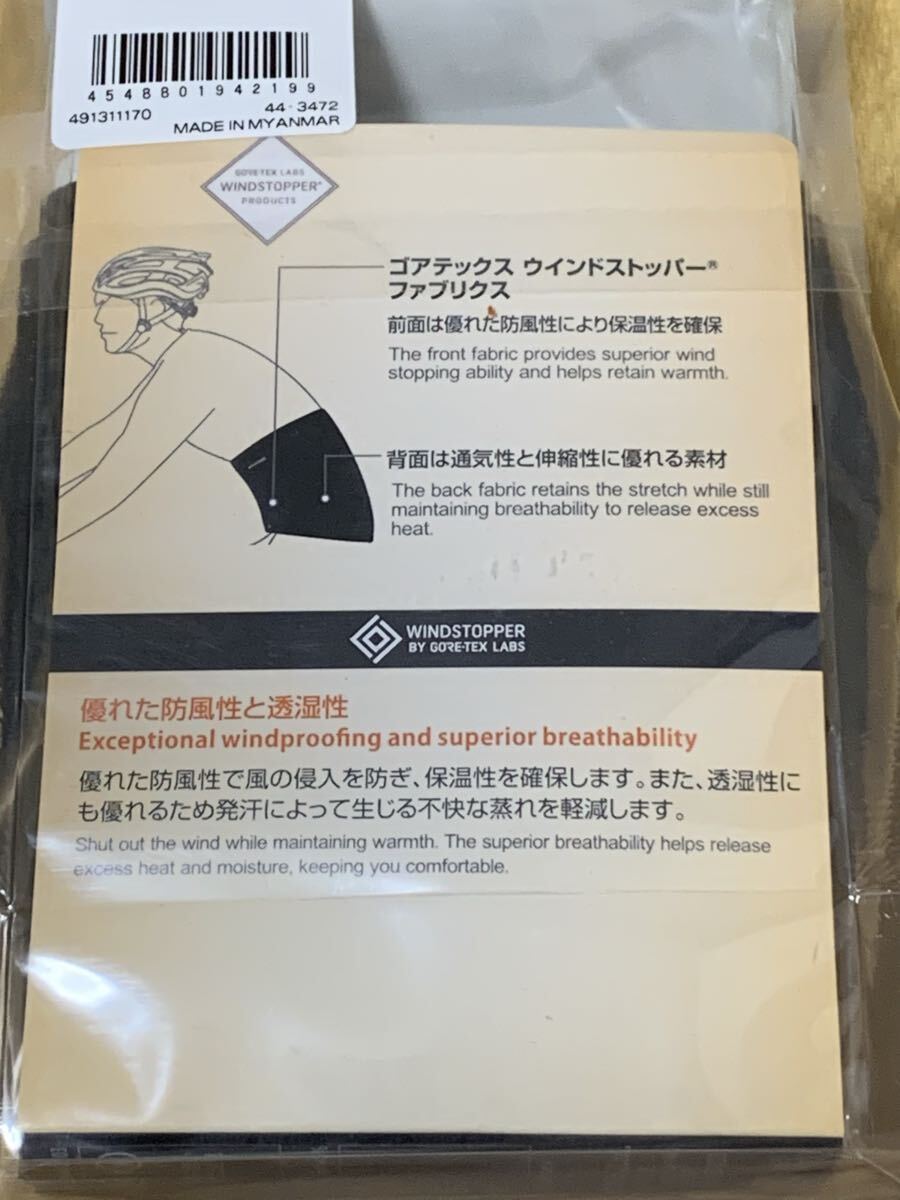 4548801942199
491311170 44-3472
MADE IN MYANMAR
GORE-TEX LABS
WINDSTOPPER®
PRODUCTS
ゴアテックス ウインドストッパー®
ファブリクス
前面は優れた防風性により保温性を確保
The front fabric provides superior wind
stopping ability and helps retain warmth.
背面は通気性と伸縮性に優れる素材
The back fabric retains the stretch while still
maintaining breathability to release excess
heat.
WINDSTOPPER
BY GORE-TEX LABS
優れた防風性と透湿性
Exceptional windproofing and superior breathability
優れた防風性で風の侵入を防ぎ、保温性を確保します。また、透湿性に
も優れるため発汗によって生じる不快な蒸れを軽減します。
Shut out the wind while maintaining warmth. The superior breathability helps release
excess heat and moisture, keeping you comfortable.